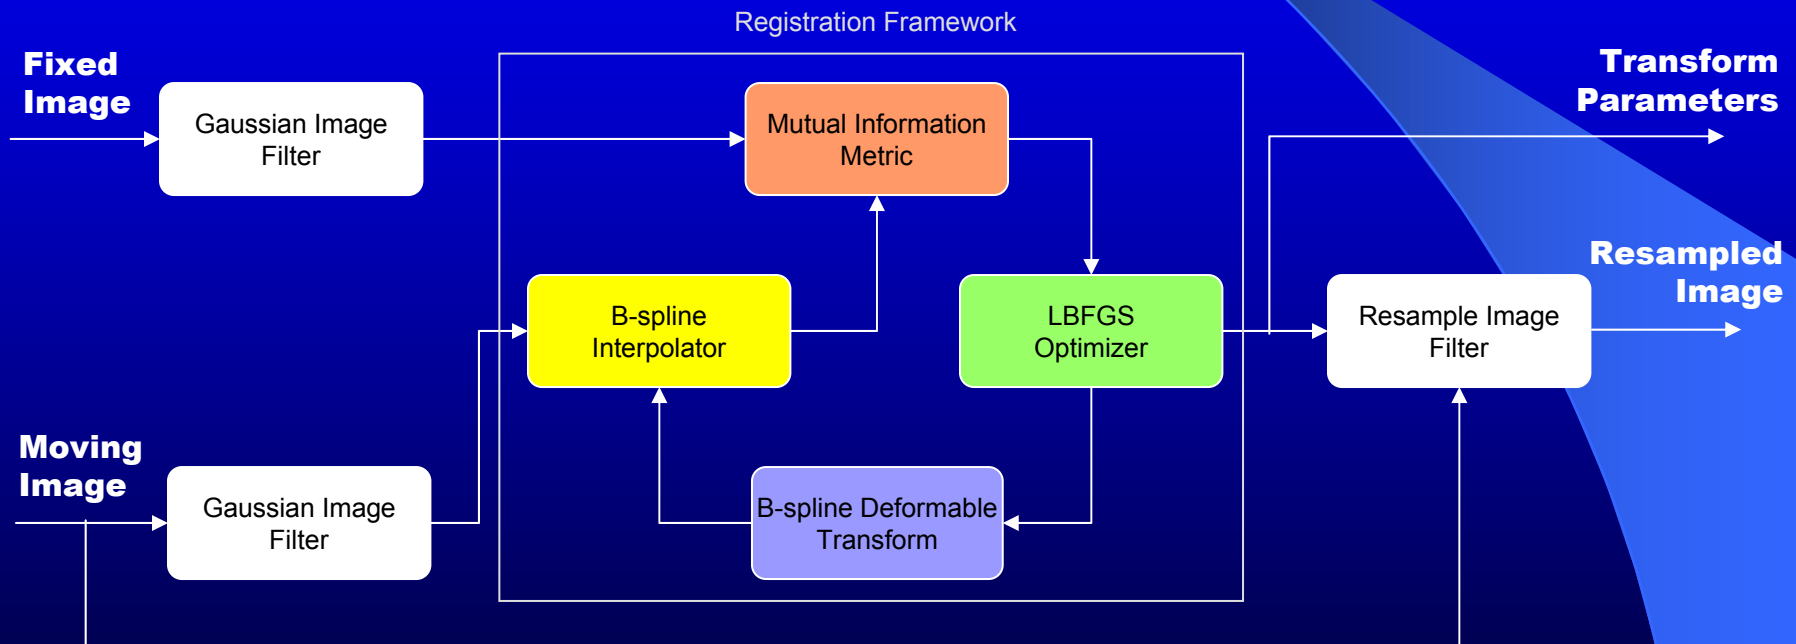 Registration Framework
Fixed
Image
Gaussian Image
Filter
Mutual Information
Metric
Transform
Parameters
B-spline
Interpolator
LBFGS
Optimizer
Resample Image
Filter
Resampled
Image
Moving
Image
Gaussian Image
Filter
B-spline Deformable
Transform